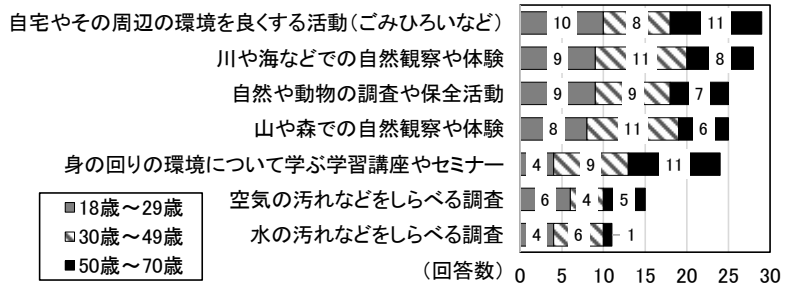 自宅やその周辺の環境を良くする活動（ごみひろいなど） 10 8 11
川や海などでの自然観察や体験 9 11 8
自然や動物の調査や保全活動 9 9 7
山や森での自然観察や体験 8 11 6
身の回りの環境について学ぶ学習講座やセミナー 4 9 11
空気の汚れなどをしらべる調査 6 4 5
水の汚れなどをしらべる調査 4 6 1
18歳～29歳
30歳～49歳
50歳～70歳
（回答数） 0 5 10 15 20 25 30